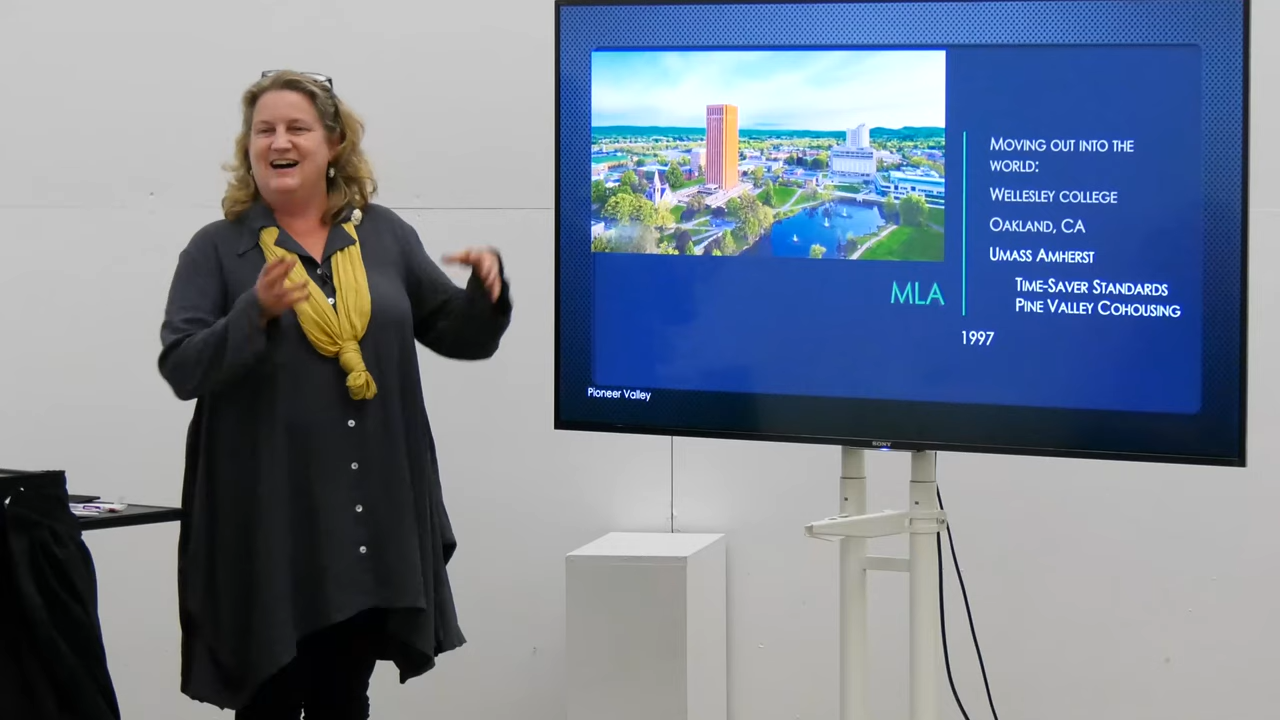 MOVING OUT INTO THE
WORLD:
WELLESLEY COLLEGE
OAKLAND, CA
UMASS AMHERST
TIME-SAVER STANDARDS
PINE VALLEY COHOUSING
MLA
1997
Pioneer Valley
SONY